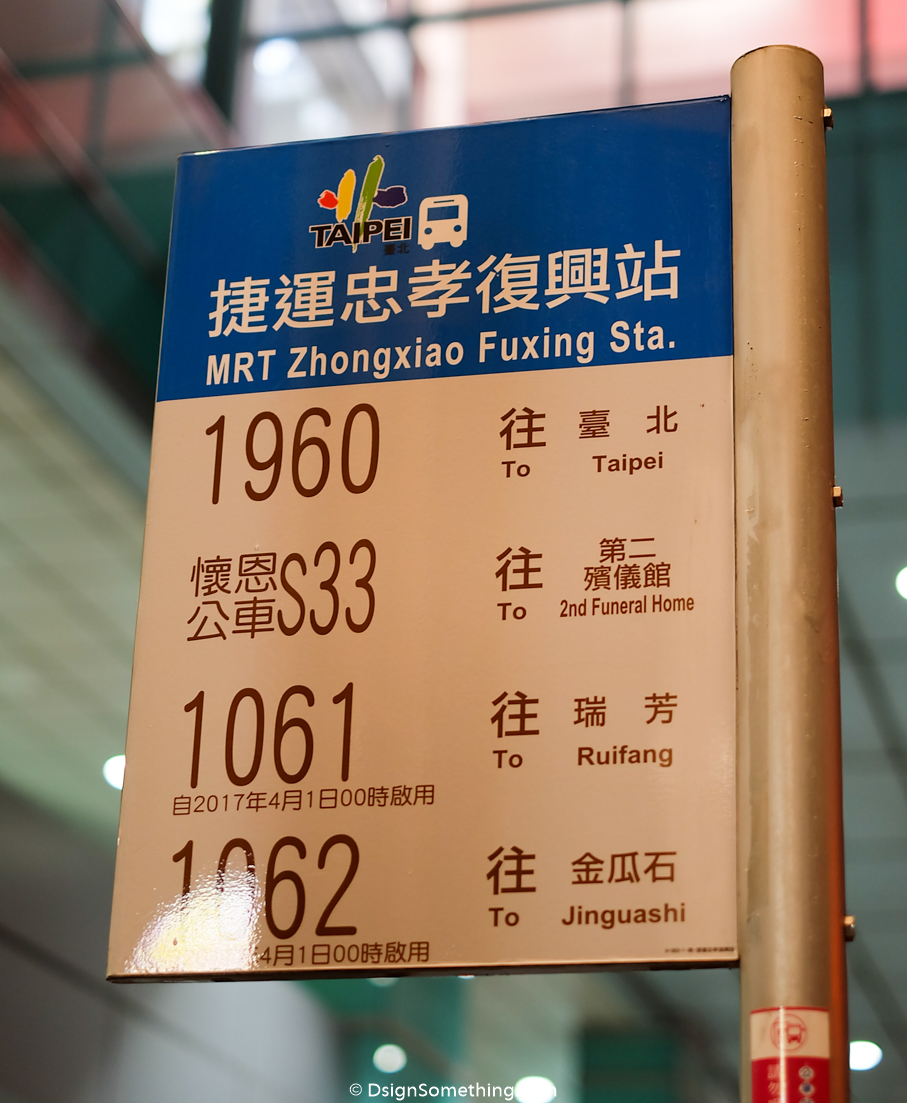 TAIPEI
臺北
捷運忠孝復興站
MRT Zhongxiao Fuxing Sta.
1960 往 臺北
To Taipei
懷恩公車S33 往 第二殯儀館
To 2nd Funeral Home
1061 往 瑞芳
To Ruifang
自2017年4月1日00時啟用
1062 往 金瓜石
To Jinguashi
4月1日00時啟用
© DsignSomething